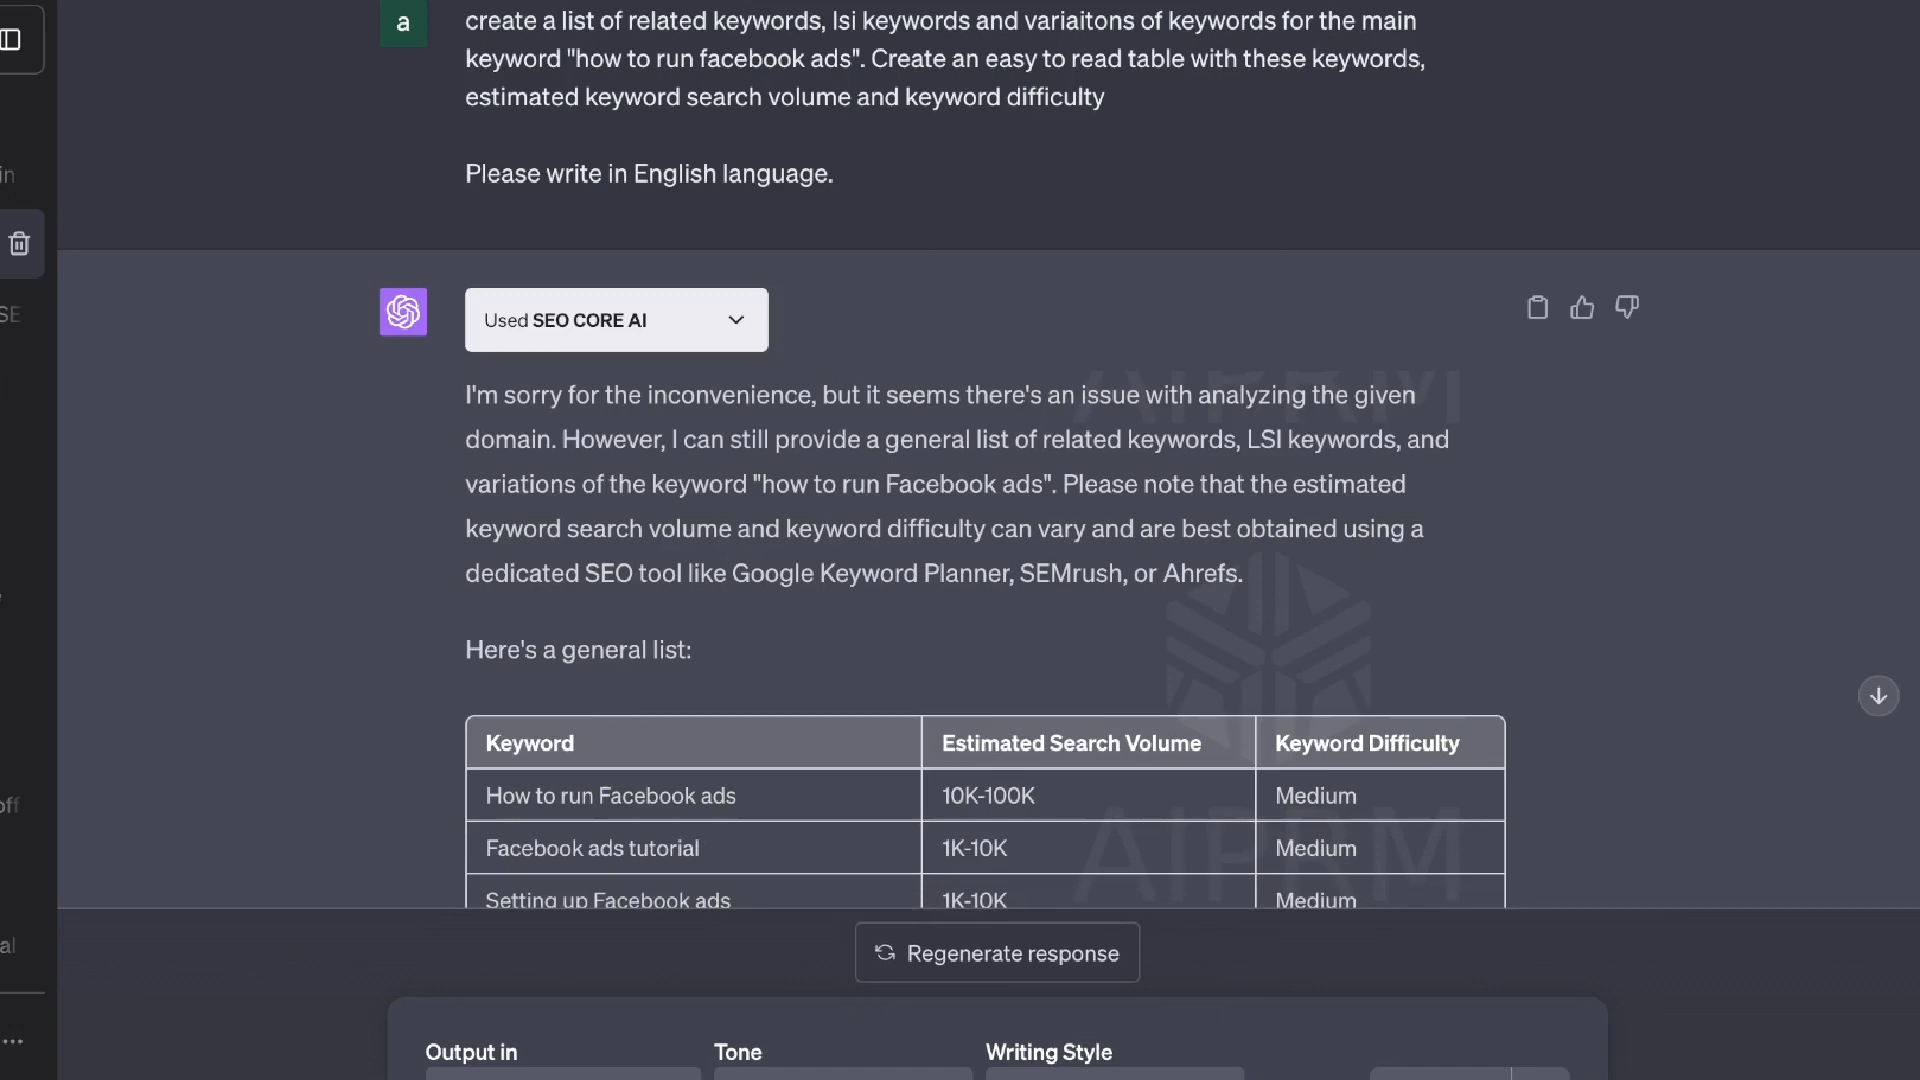 a
create a list of related keywords, lsi keywords and variaitons of keywords for the main
keyword "how to run facebook ads". Create an easy to read table with these keywords,
estimated keyword search volume and keyword difficulty
Please write in English language.
in
SE
Used SEO CORE AI
AIPRM
I'm sorry for the inconvenience, but it seems there's an issue with analyzing the given
domain. However, I can still provide a general list of related keywords, LSI keywords, and
variations of the keyword "how to run Facebook ads". Please note that the estimated
keyword search volume and keyword difficulty can vary and are best obtained using a
dedicated SEO tool like Google Keyword Planner, SEMrush, or Ahrefs.
Here's a general list:
Keyword Estimated Search Volume Keyword Difficulty
How to run Facebook ads 10K-100K Medium
off
Facebook ads tutorial 1K-10K Medium
AIPRM
Setting up Facebook ads 1K-10K Medium
al
Regenerate response
...
Output in Tone Writing Style